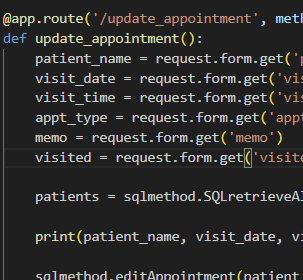 @app.route('/update_appointment', meth
def update_appointment():
patient_name = request.form.get('p
visit_date = request.form.get('vis
visit_time = request.form.get('vis
appt_type = request.form.get('appt
memo = request.form.get('memo')
visited = request.form.get('visite
patients = sqlmethod.SQLretrieveAl
print(patient_name, visit_date, vi
sqlmethod.editAppointment(patient